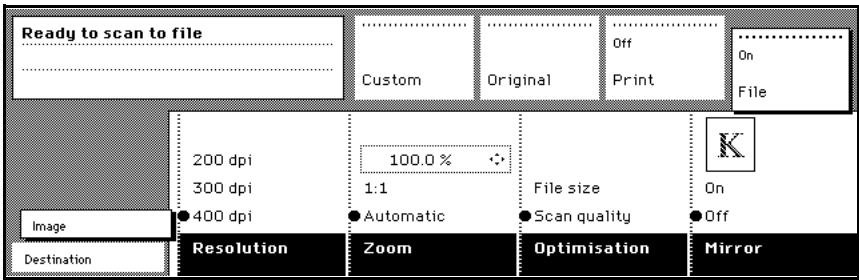 Ready to scan to file
Custom
Original
Off
Print
On
File
200 dpi
300 dpi
400 dpi
Resolution
100.0 %
1:1
Automatic
Zoom
File size
Scan quality
Optimisation
K
On
Off
Mirror
Image
Destination